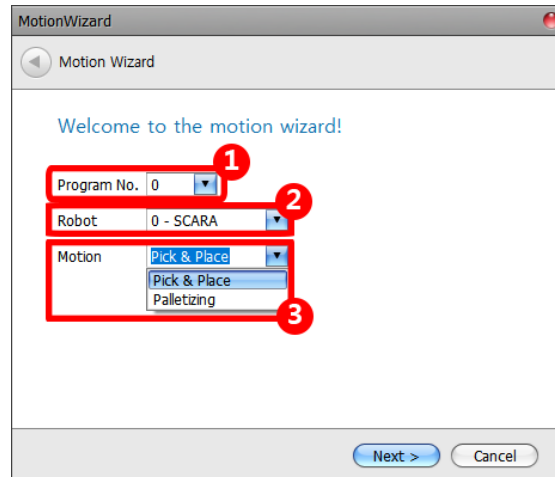 MotionWizard
Motion Wizard
Welcome to the motion wizard!
1
Program No. 0
2
Robot 0 - SCARA
Motion Pick & Place
Pick & Place
Palletizing
3
Next > Cancel